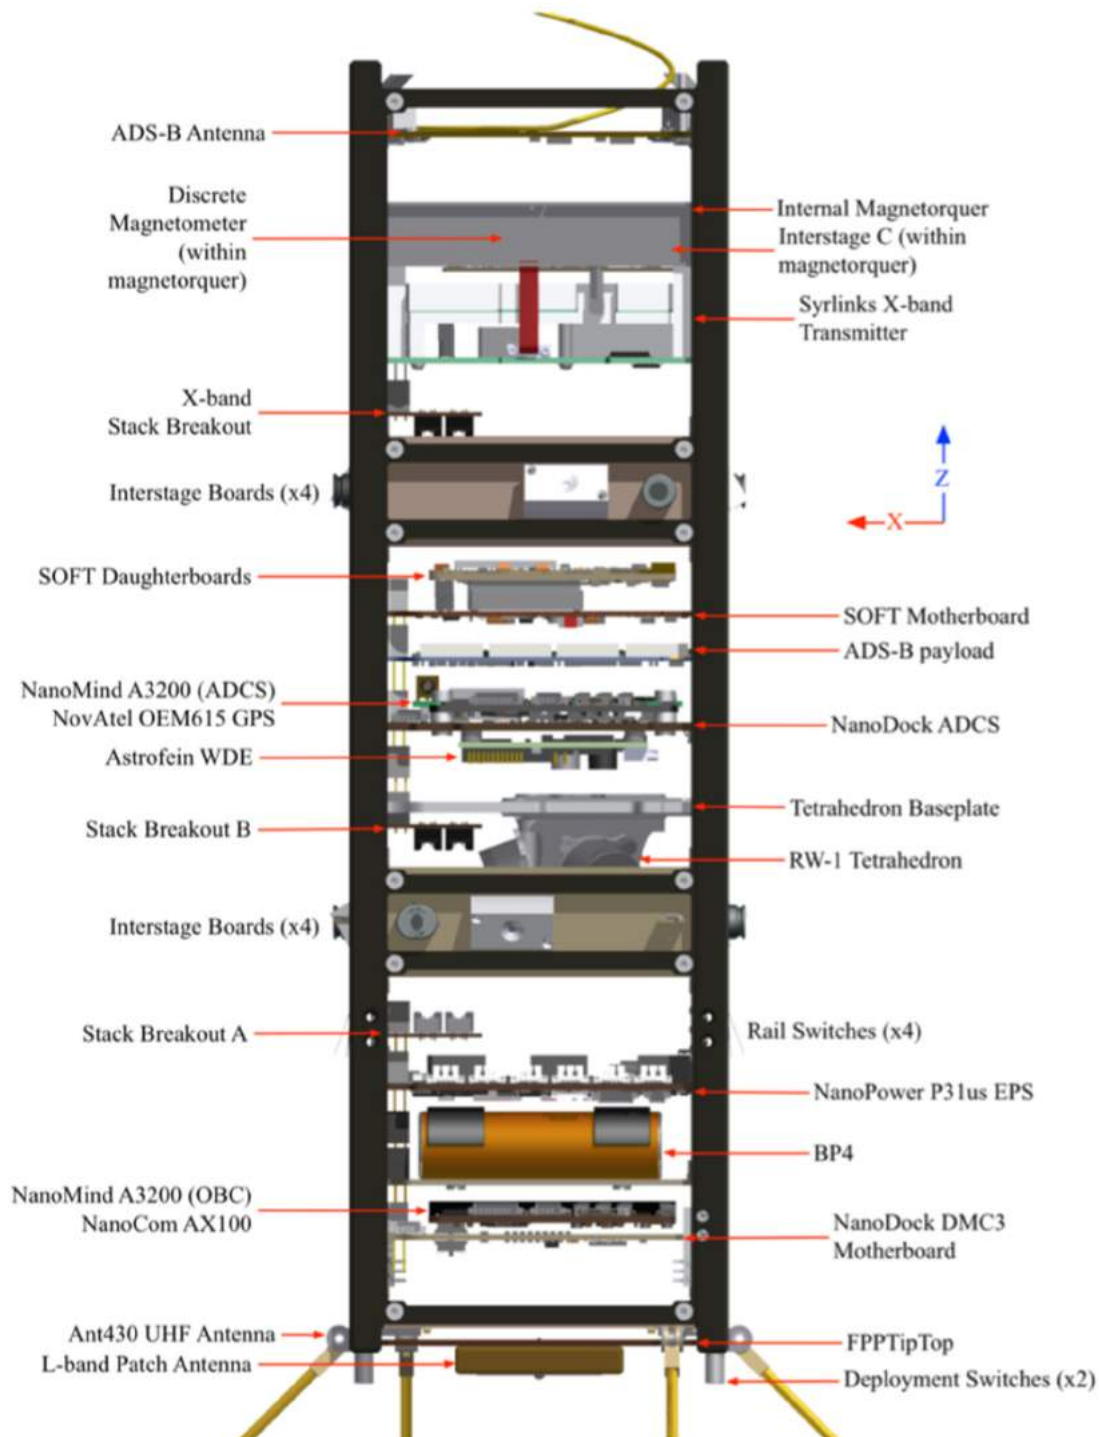 ADS-B Antenna
Discrete
Magnetometer
(within
magnetorquer)
Internal Magnetorquer
Interstage C (within
magnetorquer)
Syrlinks X-band
Transmitter
X-band
Stack Breakout
Interstage Boards (x4)
Z
X
SOFT Daughterboards
SOFT Motherboard
ADS-B payload
NanoMind A3200 (ADCS)
NovAtel OEM615 GPS
NanoDock ADCS
Astrofein WDE
Tetrahedron Baseplate
Stack Breakout B
RW-1 Tetrahedron
Interstage Boards (x4)
Stack Breakout A
Rail Switches (x4)
NanoPower P31us EPS
BP4
NanoMind A3200 (OBC)
NanoCom AX100
NanoDock DMC3
Motherboard
Ant430 UHF Antenna
FPPTipTop
L-band Patch Antenna
Deployment Switches (x2)